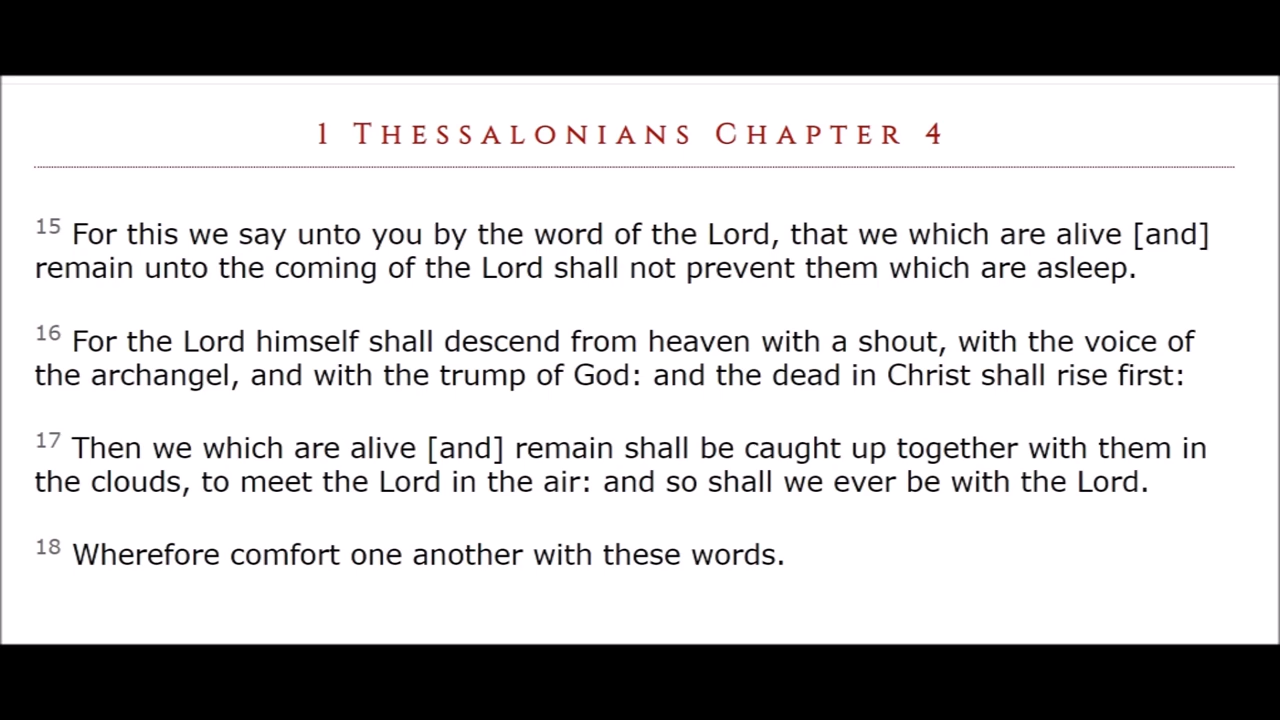 1 Thessalonians Chapter 4
15 For this we say unto you by the word of the Lord, that we which are alive [and]
remain unto the coming of the Lord shall not prevent them which are asleep.
16 For the Lord himself shall descend from heaven with a shout, with the voice of
the archangel, and with the trump of God: and the dead in Christ shall rise first:
17 Then we which are alive [and] remain shall be caught up together with them in
the clouds, to meet the Lord in the air: and so shall we ever be with the Lord.
18 Wherefore comfort one another with these words.